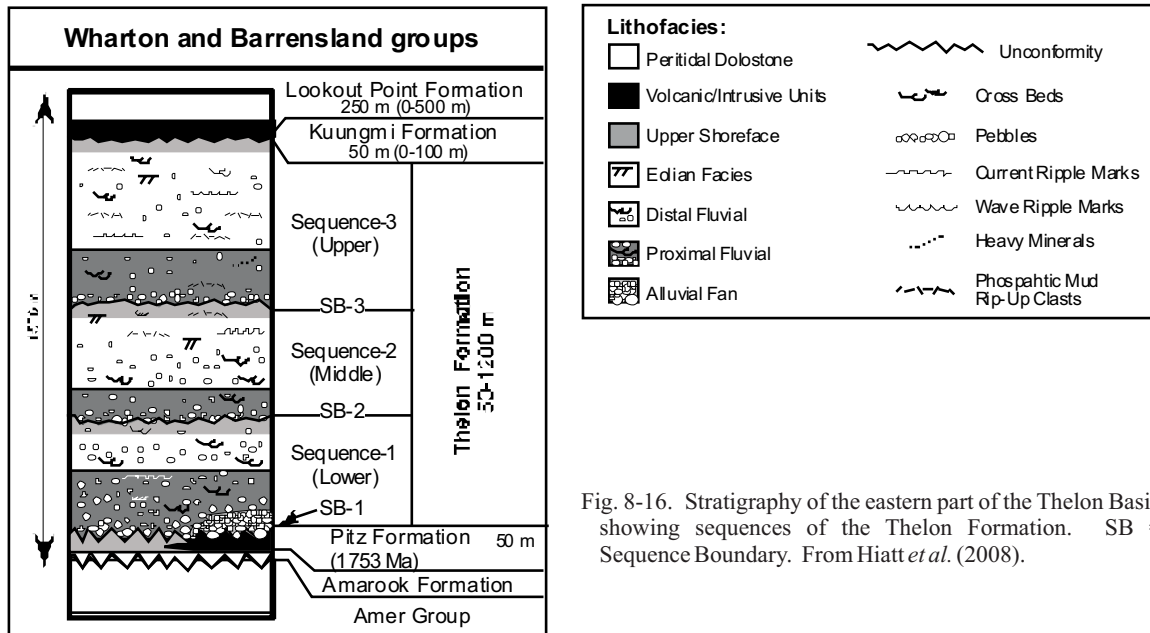 Wharton and Barrensland groups
Lookout Point Formation
250 m (0-500 m)
Kuungmi Formation
50 m (0-100 m)
Sequence-3
(Upper)
SB-3
Sequence-2
(Middle)
SB-2
Sequence-1
(Lower)
SB-1
Thelon Formation
50-1200 m
Pitz Formation
50 m
(1753 Ma)
Amarook Formation
Amer Group
Lithofacies:
Peritidal Dolostone
Volcanic/Intrusive Units
Upper Shoreface
Eolian Facies
Distal Fluvial
Proximal Fluvial
Alluvial Fan
Unconformity
Cross Beds
Pebbles
Current Ripple Marks
Wave Ripple Marks
Heavy Minerals
Phospahtic Mud
Rip-Up Clasts
Fig. 8-16. Stratigraphy of the eastern part of the Thelon Basi
showing sequences of the Thelon Formation. SB =
Sequence Boundary. From Hiatt et al. (2008).